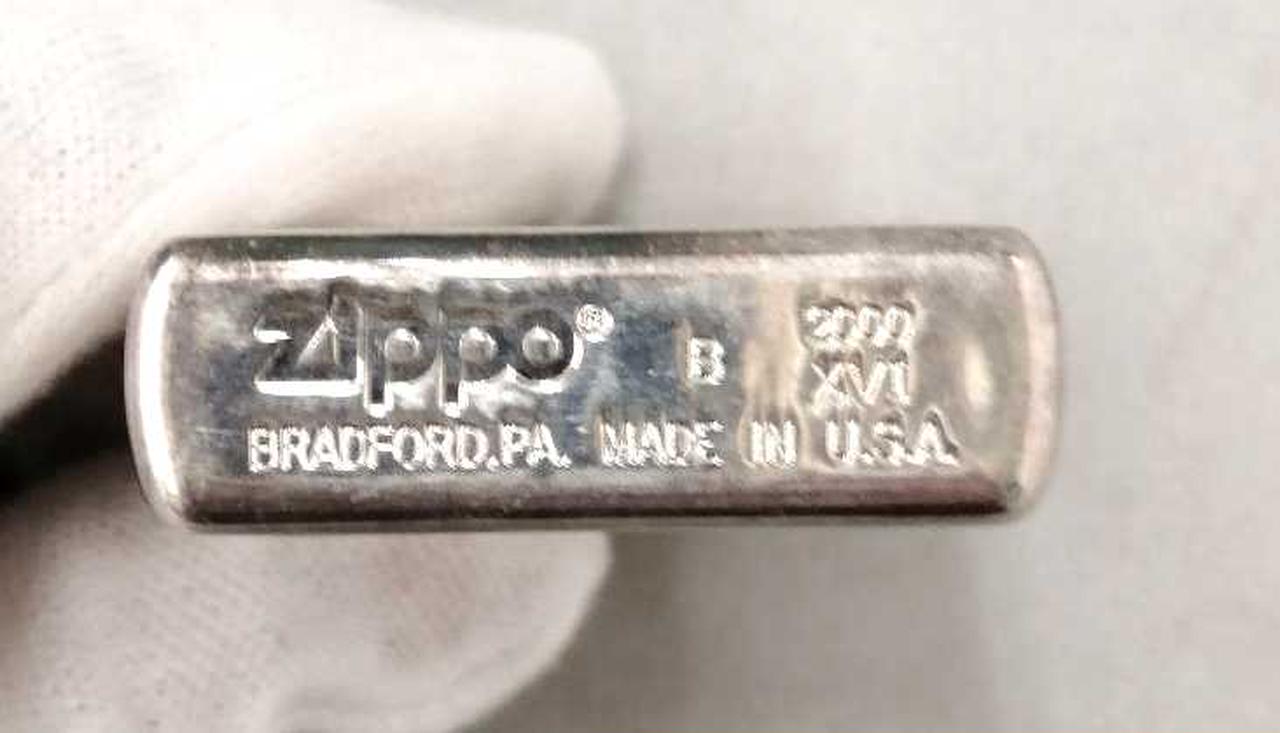 Zippo® B 2000
XVI
BRADFORD,PA. MADE IN U.S.A.